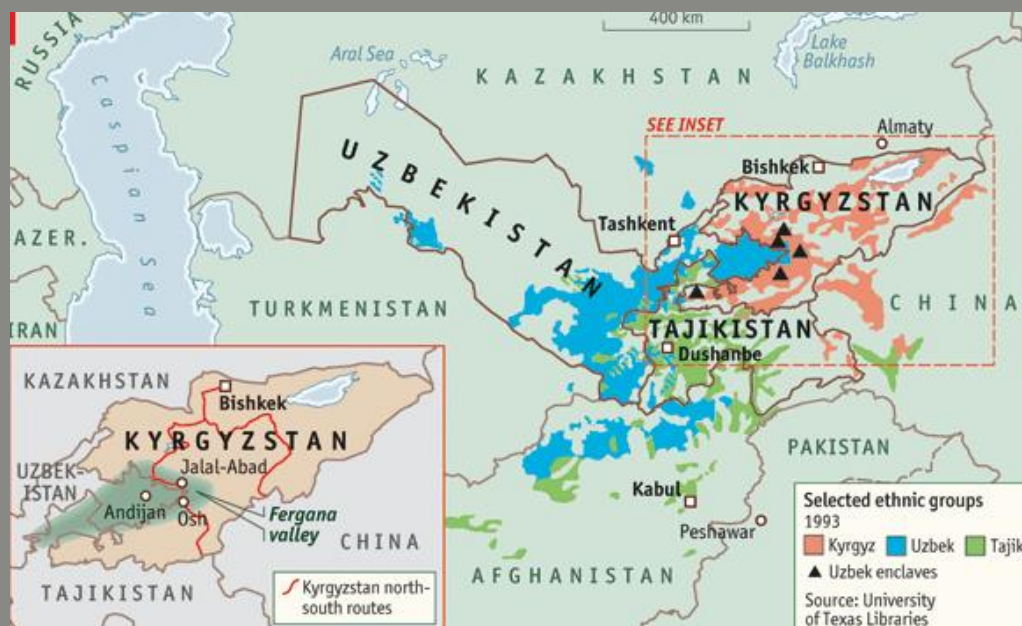 400 km
RUSSIA
Aral Sea
Lake
Balkhash
KAZAKHSTAN
Caspian Sea
SEE INSET
Almaty
Bishkek
UZBEKISTAN
KYRGYZSTAN
Tashkent
AZER.
TURKMENISTAN
CHINA
IRAN
TAJIKISTAN
Dushanbe
KAZAKHSTAN
Bishkek
KYRGYZSTAN
PAKISTAN
UZBEK-
ISTAN
Jalal-Abad
Kabul
Andijan
Osh
Fergana
valley
Peshawar
CHINA
AFGHANISTAN
TAJIKISTAN
Kyrgyzstan north-
south routes
Selected ethnic groups
1993
Kyrgyz Uzbek Tajik
Uzbek enclaves
Source: University
of Texas Libraries